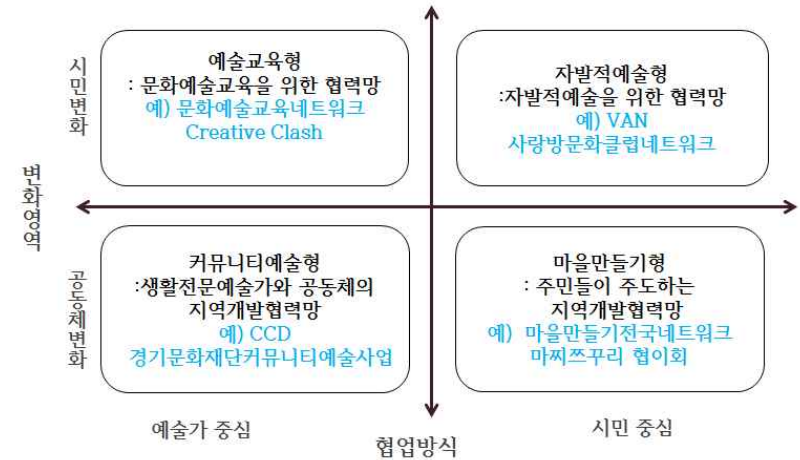 변화영역
시민변화
예술교육형
: 문화예술교육을 위한 협력망
예) 문화예술교육네트워크
Creative Clash
자발적예술형
:자발적예술을 위한 협력망
예) VAN
사랑방문화클럽네트워크
공동체변화
커뮤니티예술형
:생활전문예술가와 공동체의
지역개발협력망
예) CCD
경기문화재단커뮤니티예술사업
마을만들기형
: 주민들이 주도하는
지역개발협력망
예) 마을만들기전국네트워크
마찌쯔꾸리 협이회
예술가 중심
시민 중심
협업방식